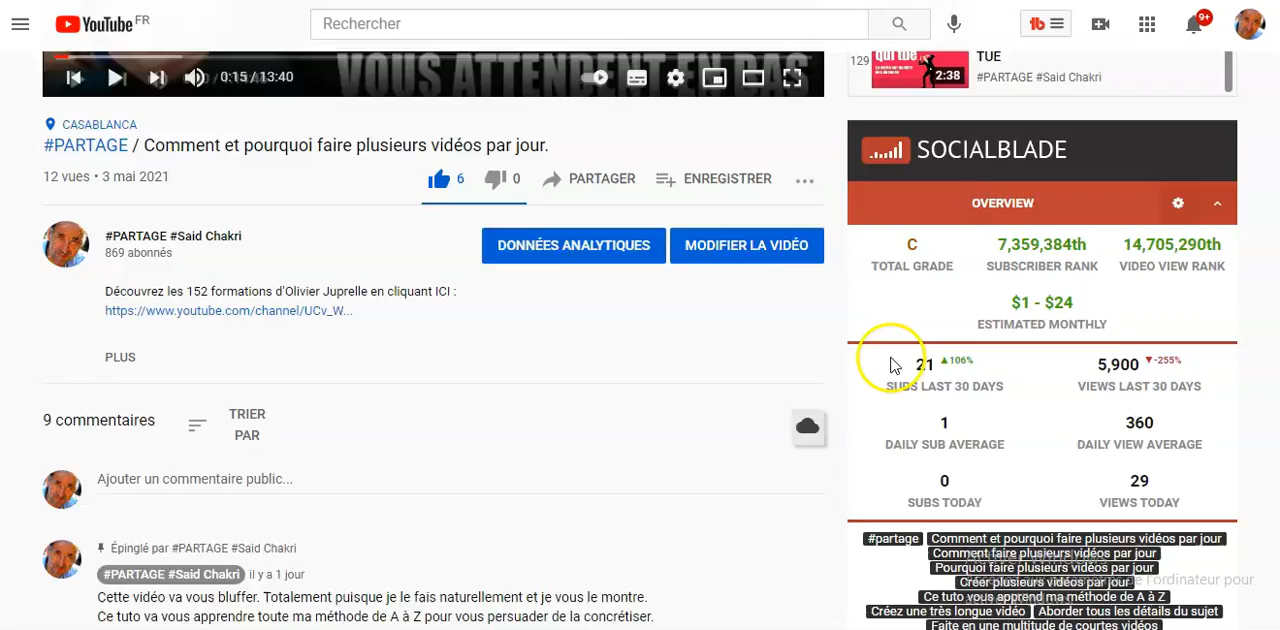 YouTube FR
Rechercher
9+
VOUS ATTENDENT EN BAS
0:15 / 13:40
129
qui tue
TUE
2:38
#PARTAGE #Said Chakri
CASABLANCA
#PARTAGE / Comment et pourquoi faire plusieurs vidéos par jour.
12 vues • 3 mai 2021
6
0
PARTAGER
ENREGISTRER
...
#PARTAGE #Said Chakri
869 abonnés
DONNÉES ANALYTIQUES
MODIFIER LA VIDÉO
Découvrez les 152 formations d'Olivier Juprelle en cliquant ICI :
https://www.youtube.com/channel/UCv_W...
PLUS
9 commentaires
TRIER
PAR
Ajouter un commentaire public...
Épinglé par #PARTAGE #Said Chakri
#PARTAGE #Said Chakri il y a 1 jour
Cette vidéo va vous bluffer. Totalement puisque je le fais naturellement et je vous le montre.
Ce tuto va vous apprendre toute ma méthode de A à Z pour vous persuader de la concrétiser.
SOCIALBLADE
OVERVIEW
C 7,359,384th 14,705,290th
TOTAL GRADE SUBSCRIBER RANK VIDEO VIEW RANK
$1 - $24
ESTIMATED MONTHLY
21 ▲106% 5,900 ▼-255%
SUBS LAST 30 DAYS VIEWS LAST 30 DAYS
1 360
DAILY SUB AVERAGE DAILY VIEW AVERAGE
0 29
SUBS TODAY VIEWS TODAY
#partage Comment et pourquoi faire plusieurs vidéos par jour
Comment faire plusieurs vidéos par jour
Pourquoi faire plusieurs vidéos par jour
Créer plusieurs vidéos par jour
Ce tuto vous apprend ma méthode de A à Z
Créez une très longue vidéo Aborder tous les détails du sujet
Faite en une multitude de courtes vidéos
de l'ordinateur pour